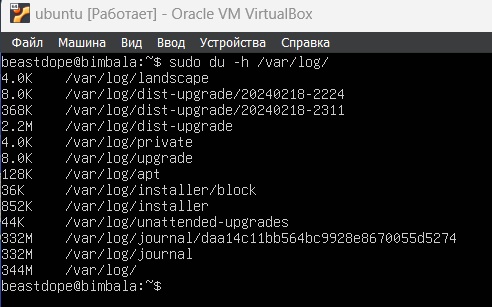 ubuntu [Работает] - Oracle VM VirtualBox
Файл Машина Вид Ввод Устройства Справка
beastdope@bimbala:~$ sudo du -h /var/log/
4.0K /var/log/landscape
8.0K /var/log/dist-upgrade/20240218-2224
368K /var/log/dist-upgrade/20240218-2311
2.2M /var/log/dist-upgrade
4.0K /var/log/private
8.0K /var/log/upgrade
128K /var/log/apt
36K /var/log/installer/block
852K /var/log/installer
44K /var/log/unattended-upgrades
332M /var/log/journal/daa14c11bb564bc9928e8670055d5274
332M /var/log/journal
344M /var/log/
beastdope@bimbala:~$